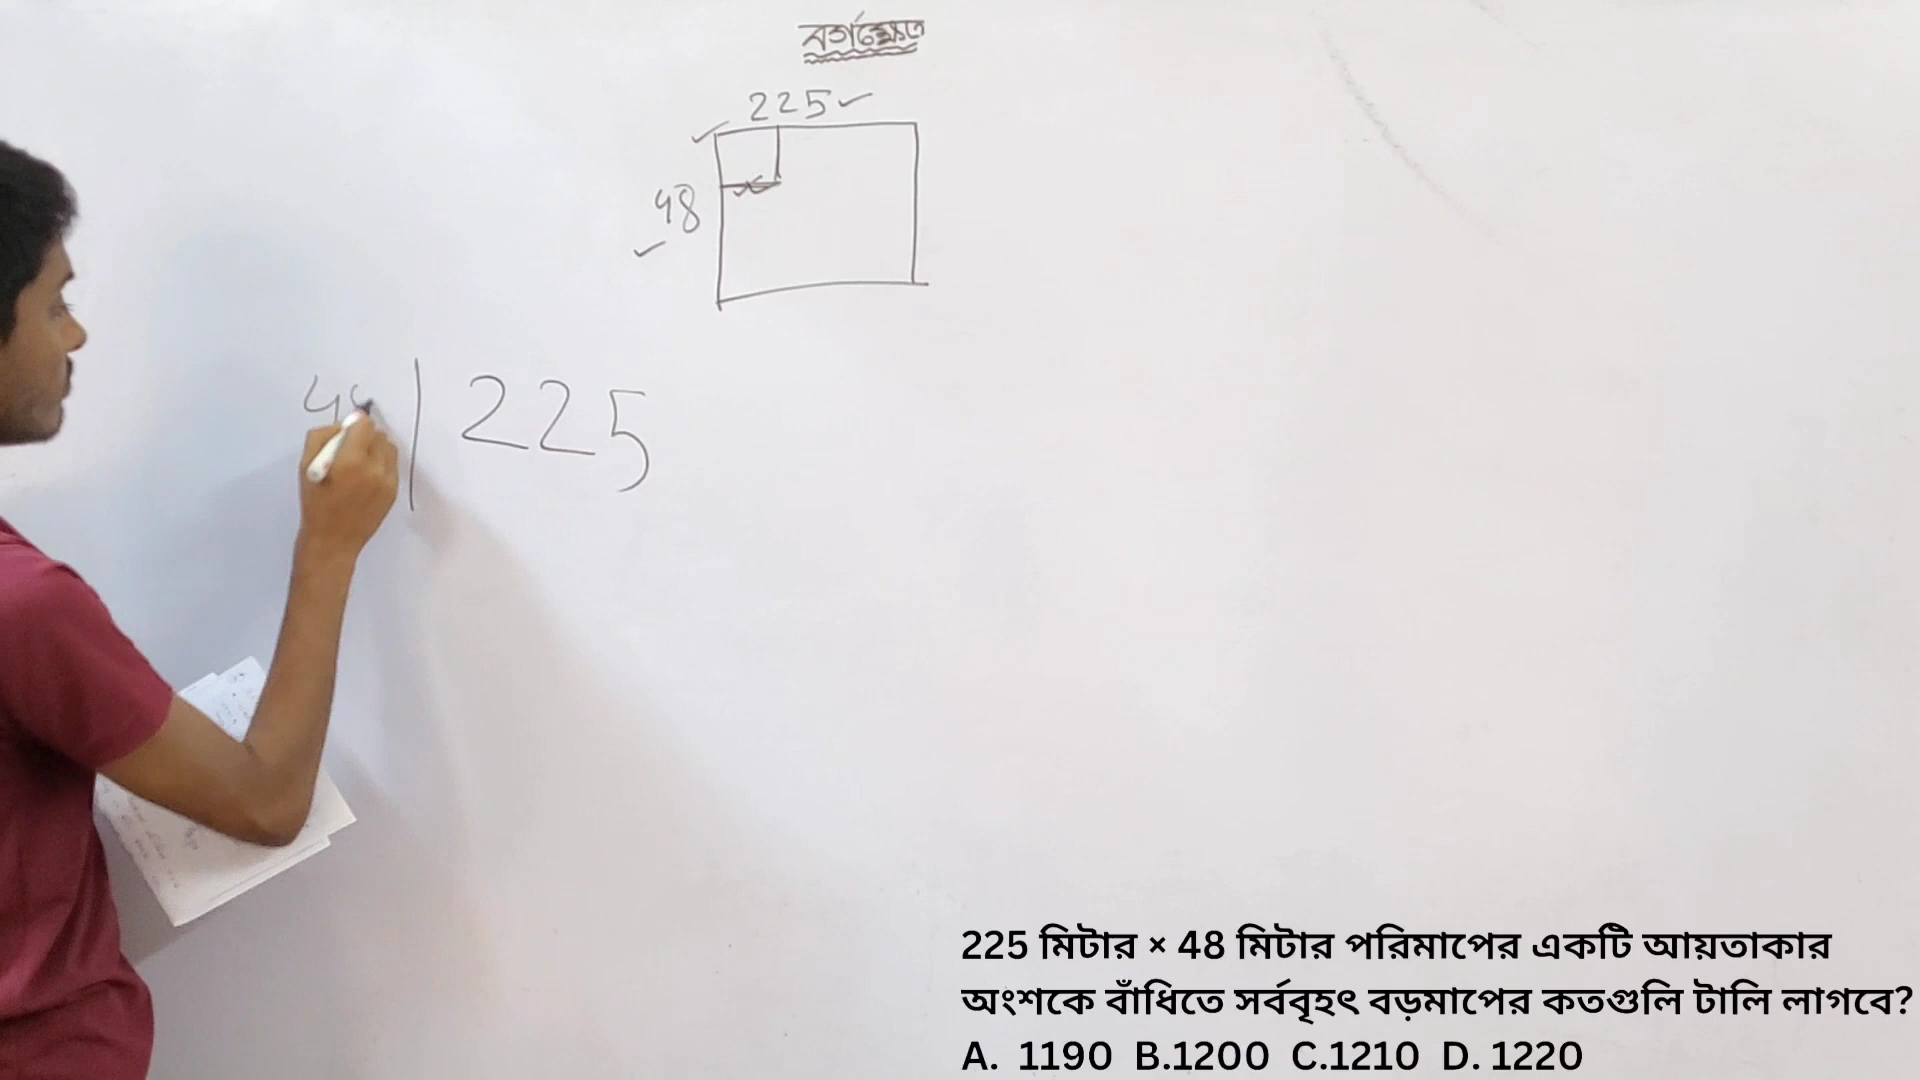 বর্গক্ষেত্র
225
48
48 225
225 মিটার × 48 মিটার পরিমাপের একটি আয়তাকার
অংশকে বাঁধিতে সর্ববৃহৎ বড়মাপের কতগুলি টালি লাগবে?
A. 1190 B.1200 C.1210 D. 1220